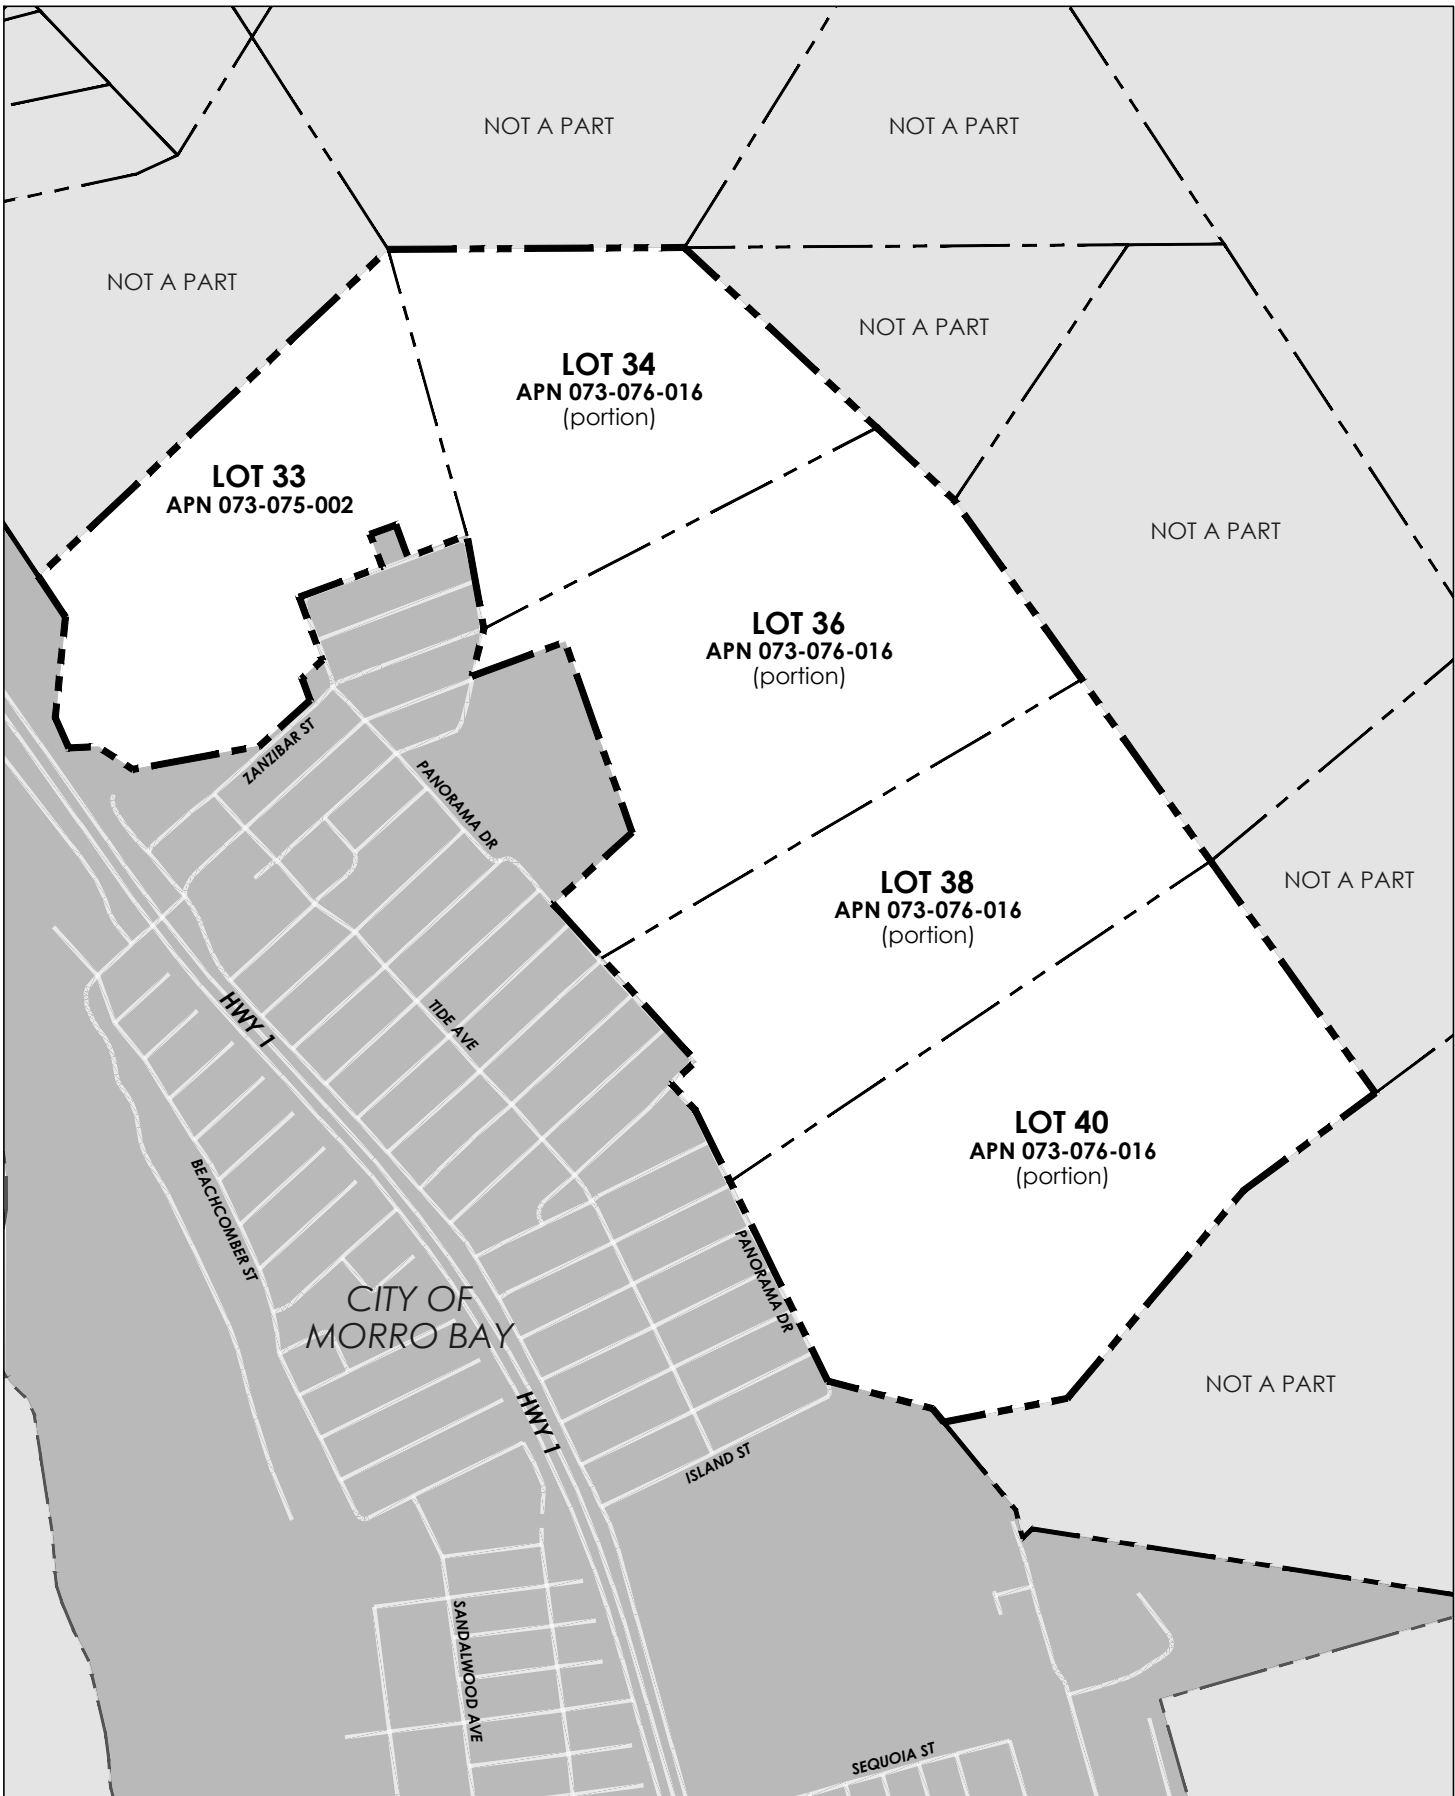 NOT A PART
NOT A PART
NOT A PART
NOT A PART
LOT 34
APN 073-076-016
(portion)
LOT 33
APN 073-075-002
NOT A PART
LOT 36
APN 073-076-016
(portion)
ZANZIBAR ST
PANORAMA DR
LOT 38
APN 073-076-016
(portion)
NOT A PART
HWY 1
TIDE AVE
LOT 40
APN 073-076-016
(portion)
BEACHCOMBER ST
PANORAMA DR
CITY OF
MORRO BAY
NOT A PART
HWY 1
ISLAND ST
SANDALWOOD AVE
SEQUOIA ST